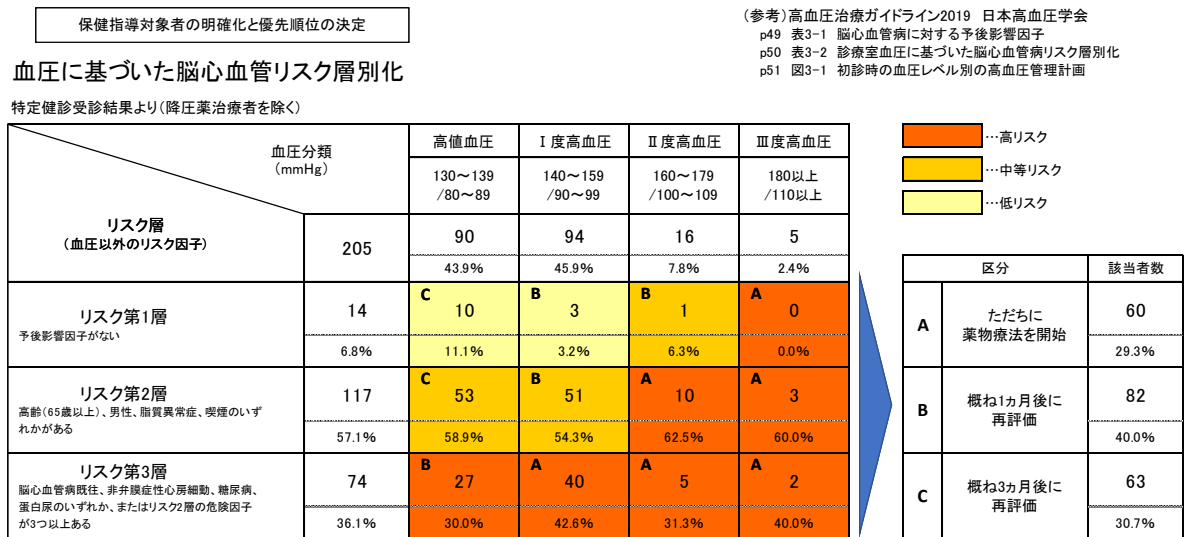 保健指導対象者の明確化と優先順位の決定
(参考)高血圧治療ガイドライン2019 日本高血圧学会
p49 表3-1 脳心血管病に対する予後影響因子
p50 表3-2 診療室血圧に基づいた脳心血管病リスク層別化
p51 図3-1 初診時の血圧レベル別の高血圧管理計画
血圧に基づいた脳心血管リスク層別化
特定健診受診結果より(降圧薬治療者を除く)
血圧分類
(mmHg)
リスク層
(血圧以外のリスク因子)
高値血圧 Ⅰ度高血圧 Ⅱ度高血圧 Ⅲ度高血圧
130～139 140～159 160～179 180以上
/80～89 /90～99 /100～109 /110以上
205 90 94 16 5
43.9% 45.9% 7.8% 2.4%
リスク第1層
予後影響因子がない
14 C 10 B 3 B 1 A 0
6.8% 11.1% 3.2% 6.3% 0.0%
リスク第2層
高齢(65歳以上)、男性、脂質異常症、喫煙のいず
れかがある
117 C 53 B 51 A 10 A 3
57.1% 58.9% 54.3% 62.5% 60.0%
リスク第3層
脳心血管病既往、非弁膜症性心房細動、糖尿病、
蛋白尿のいずれか、またはリスク2層の危険因子
が3つ以上ある
74 B 27 A 40 A 5 A 2
36.1% 30.0% 42.6% 31.3% 40.0%
…高リスク
…中等リスク
…低リスク
区分 該当者数
A ただちに
薬物療法を開始
60
29.3%
B 概ね1ヵ月後に
再評価
82
40.0%
C 概ね3ヵ月後に
再評価
63
30.7%